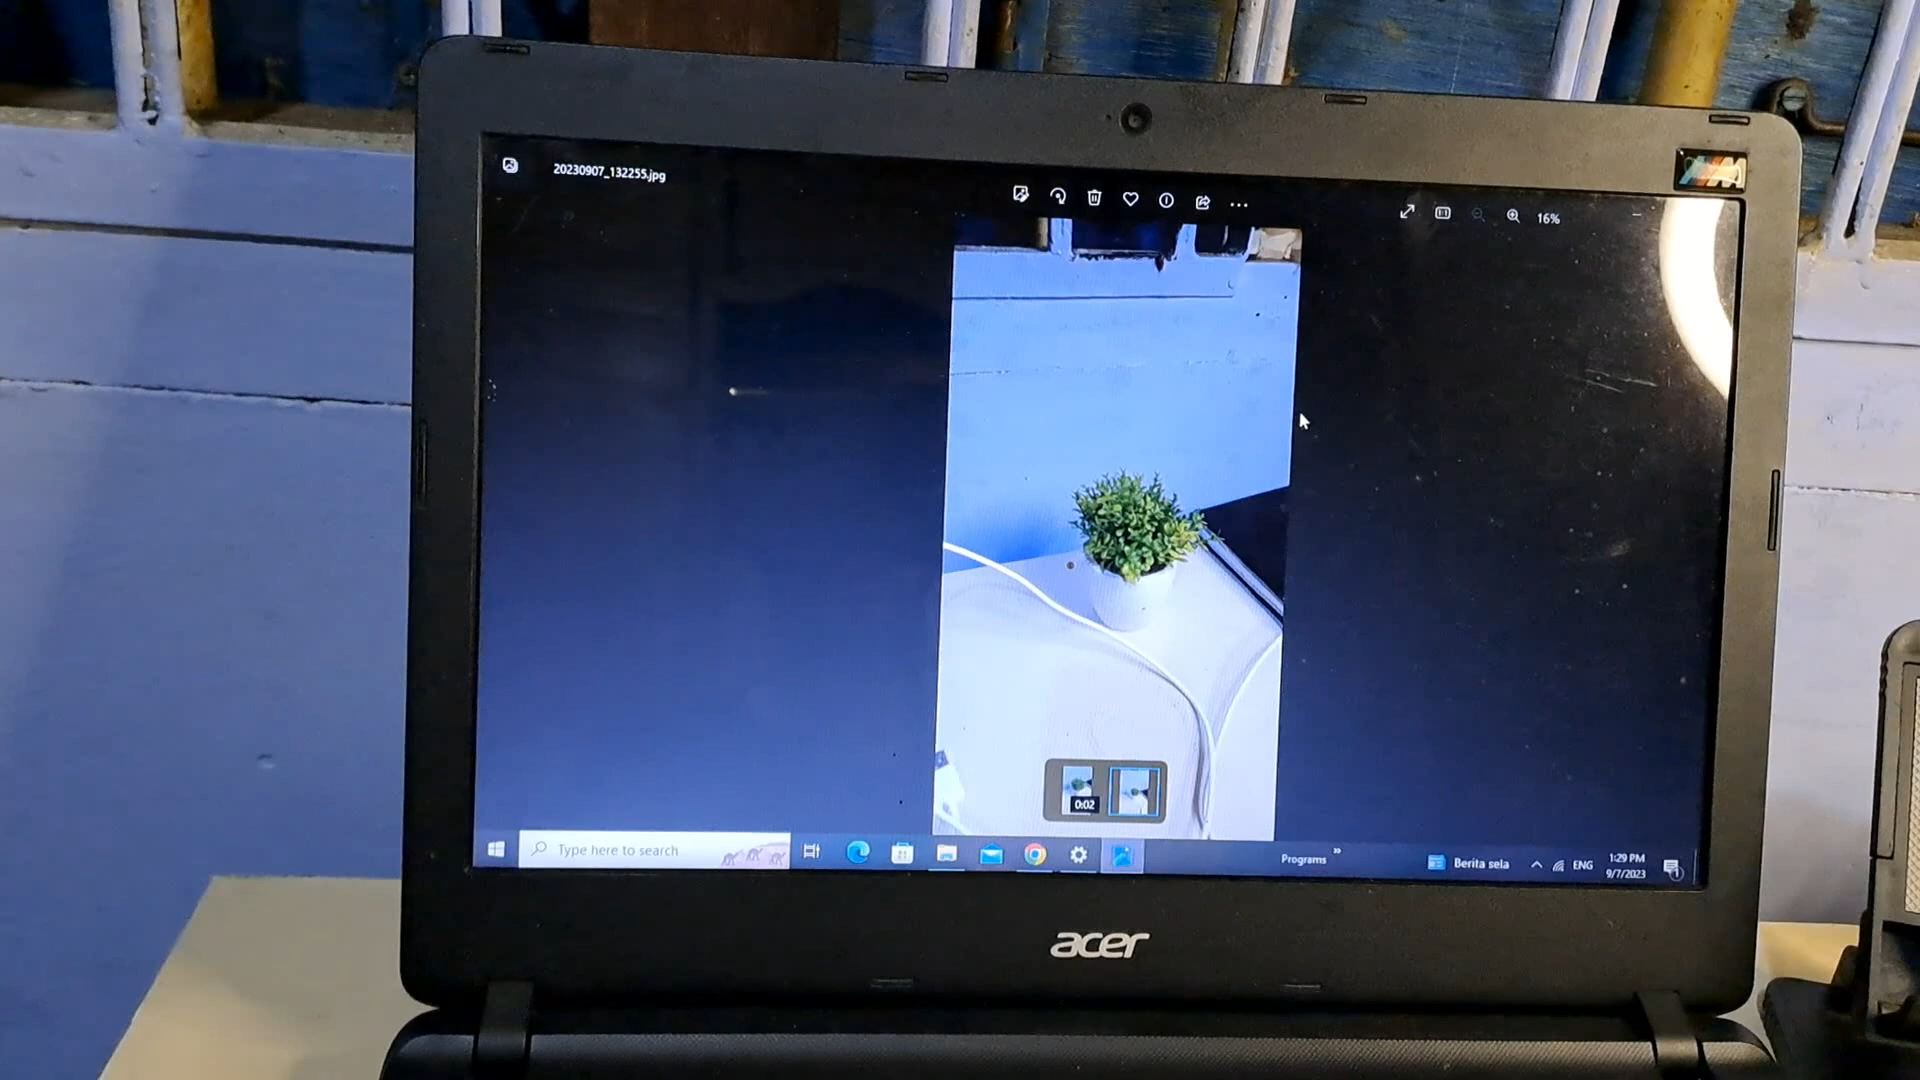 20230907_132255.jpg
16%
0:02
Type here to search
Programs
Berita sela
ENG
1:29 PM
9/7/2023
acer